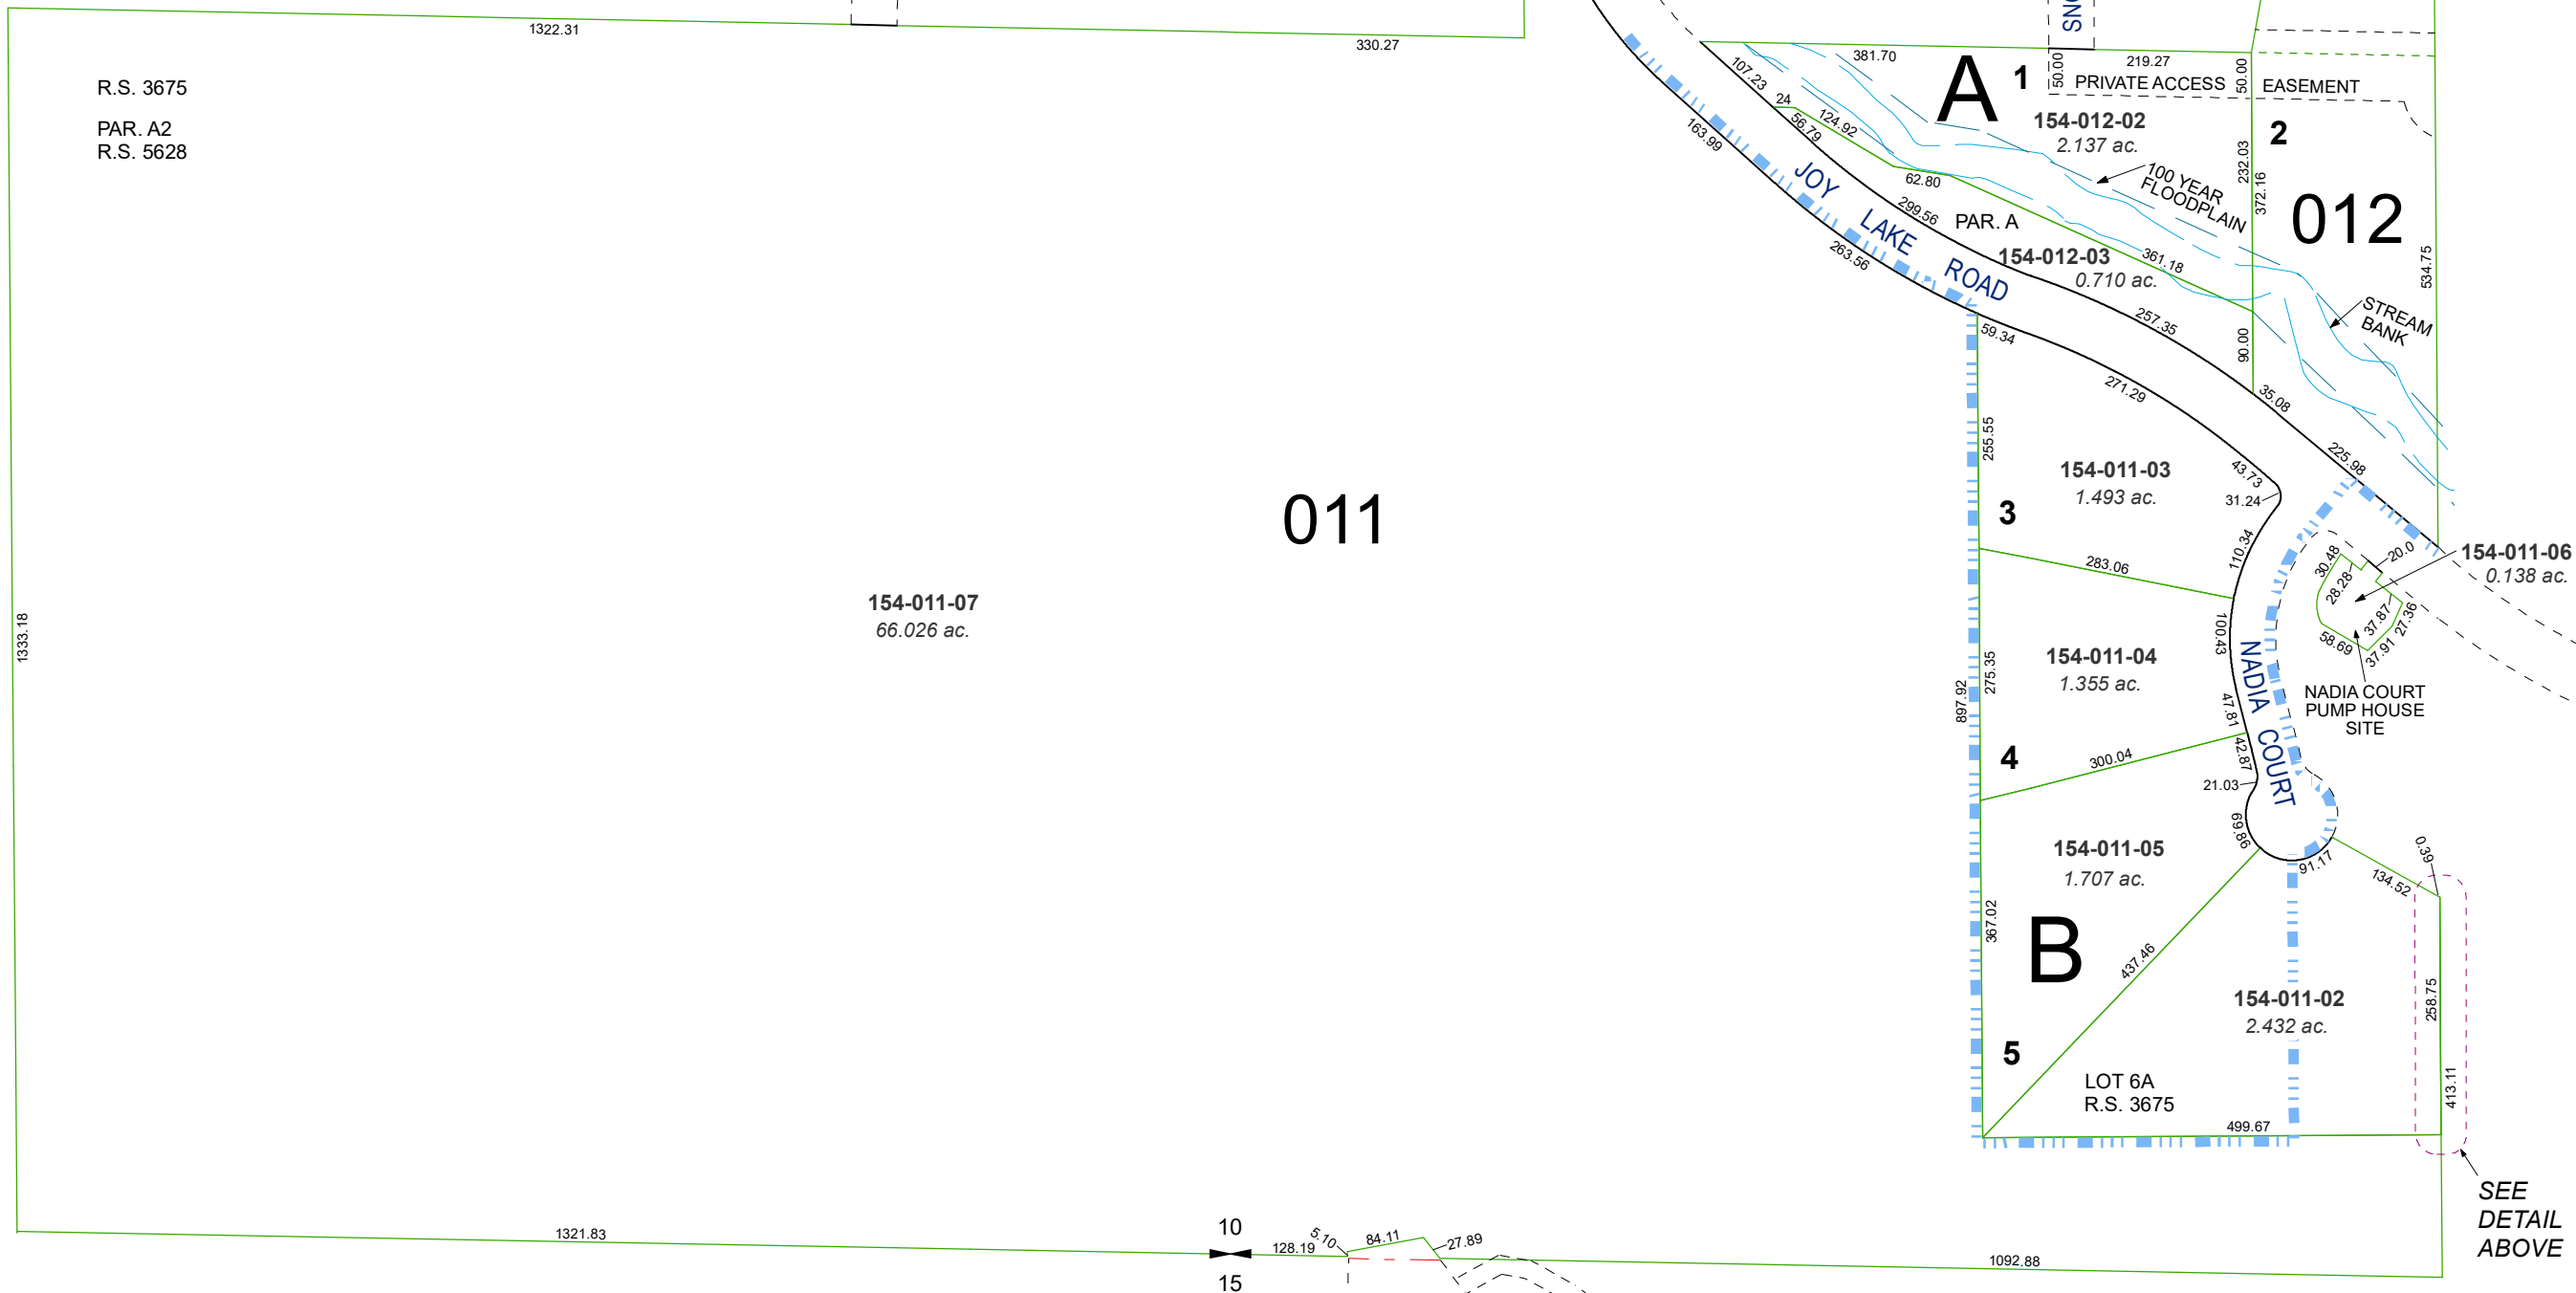 1322.31
330.27
R.S. 3675
PAR. A2
R.S. 5628
1333.18
011
154-011-07
66.026 ac.
1321.83
10
15
128.19
5.10
84.11
27.89
1092.88
163.99
263.56
JOY LAKE ROAD
107.23
24
56.79
124.92
62.80
299.56
381.70
A
1
50.00
219.27
50.00
PRIVATE ACCESS
EASEMENT
154-012-02
2.137 ac.
2
232.03
372.16
012
100 YEAR
FLOODPLAIN
PAR. A
154-012-03
0.710 ac.
361.18
257.35
90.00
534.75
STREAM
BANK
35.08
225.98
59.34
271.29
255.55
154-011-03
1.493 ac.
3
43.73
31.24
110.34
283.06
20.0
154-011-06
0.138 ac.
30.48
28.28
37.87
27.36
58.69
37.91
NADIA COURT
PUMP HOUSE
SITE
100.43
NADIA COURT
154-011-04
1.355 ac.
275.35
897.92
47.81
42.87
4
300.04
21.03
69.86
91.17
154-011-05
1.707 ac.
134.52
0.39
367.02
B
437.46
154-011-02
2.432 ac.
258.75
413.11
5
LOT 6A
R.S. 3675
499.67
SEE
DETAIL
ABOVE